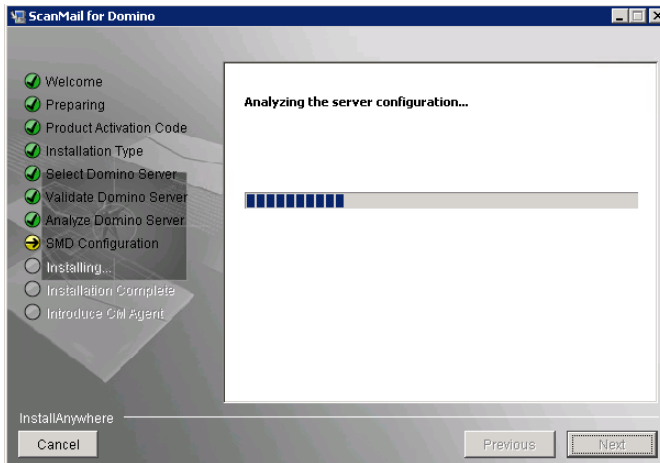 ScanMail for Domino
Welcome
Preparing
Product Activation Code
Installation Type
Select Domino Server
Validate Domino Server
Analyze Domino Server
SMD Configuration
Installing...
Installation Complete
Introduce CM Agent
Analyzing the server configuration...
InstallAnywhere
Cancel
Previous
Next